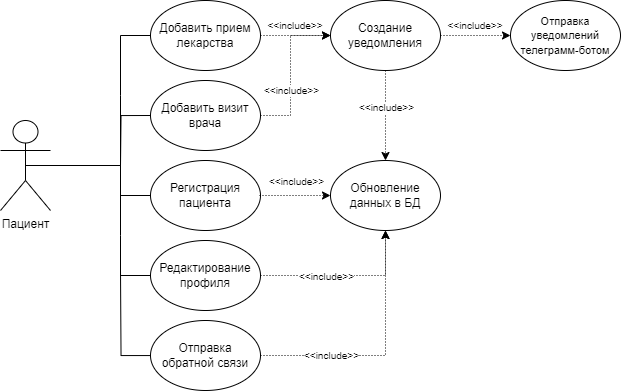 Добавить прием
лекарства
<<include>>
Создание
уведомления
<<include>>
Отправка
уведомлений
телеграмм-ботом
<<include>>
Добавить визит
врача
<<include>>
Пациент
Регистрация
пациента
<<include>>
Обновление
данных в БД
Редактирование
профиля
<<include>>
Отправка
обратной связи
<<include>>